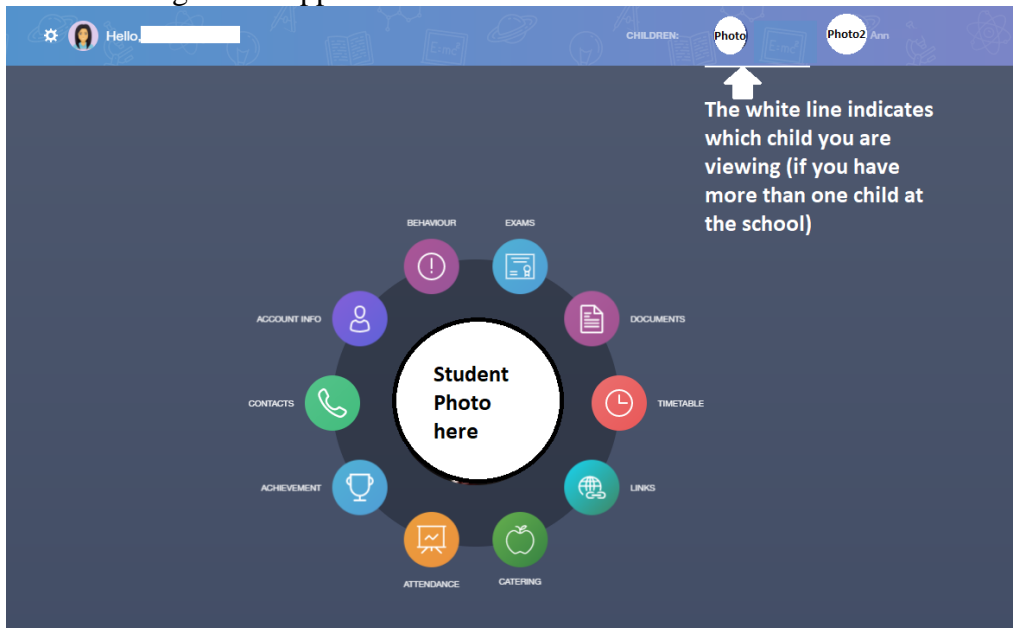 Hello,
CHILDREN:
Photo
Photo2
Ann
The white line indicates
which child you are
viewing (if you have
more than one child at
the school)
BEHAVIOUR
EXAMS
ACCOUNT INFO
DOCUMENTS
Student
Photo
here
CONTACTS
TIMETABLE
ACHIEVEMENT
LINKS
ATTENDANCE
CATERING